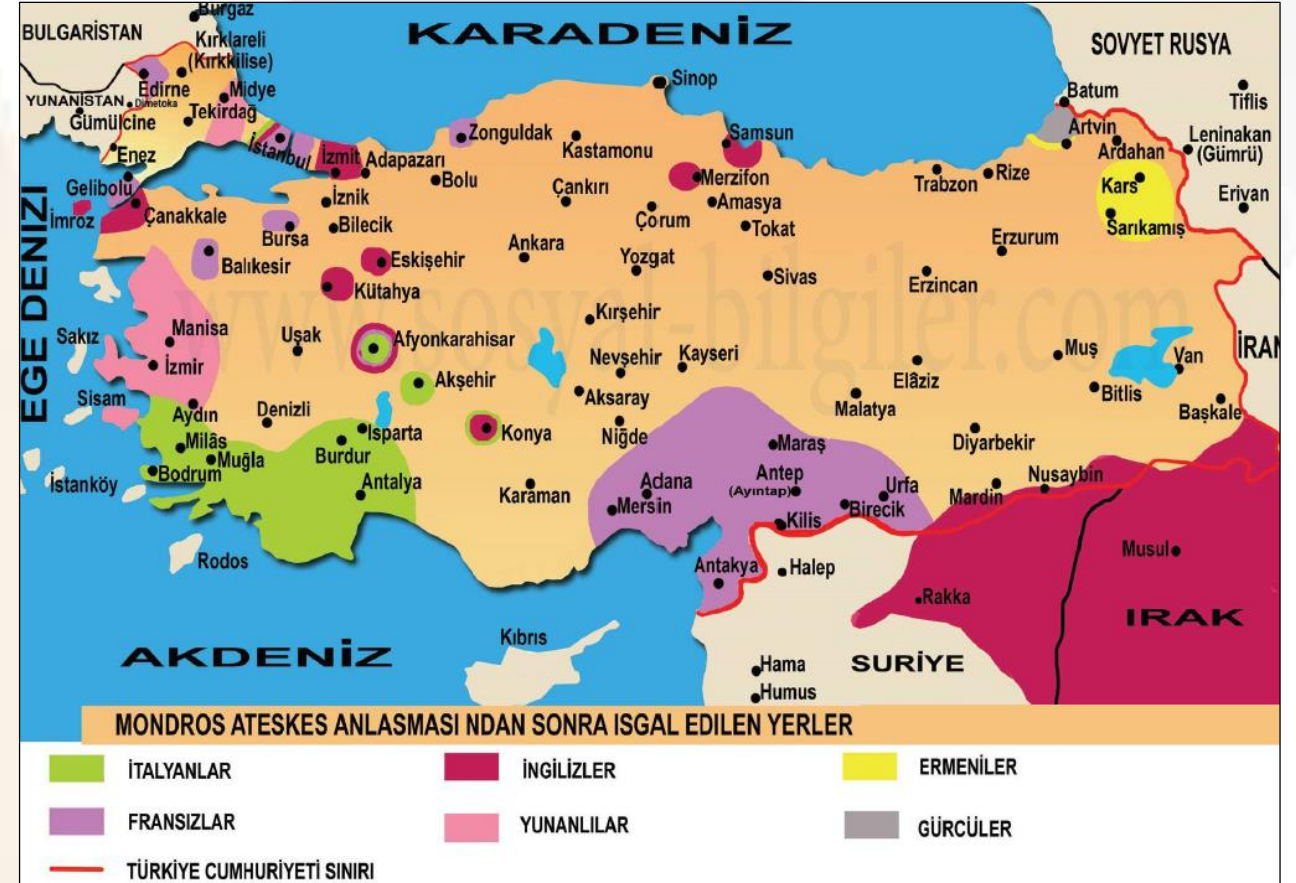 Burgaz
BULGARİSTAN
KARADENİZ
SOVYET RUSYA
Kırklareli
(Kırkkilise)
Edirne
Midye
Sinop
Batum
Tiflis
YUNANİSTAN
Dimetoka
Tekirdağ
Gümülcine
Enez
İstanbul
İzmit
Adapazarı
Zonguldak
Kastamonu
Samsun
Artvin
Ardahan
Leninakan
(Gümrü)
Gelibolu
Bolu
Çankırı
Merzifon
Amasya
Trabzon
Rize
Kars
Erivan
İmroz
Çanakkale
İznik
Bilecik
Bursa
Çorum
Tokat
Sarıkamış
EGE DENİZİ
Balıkesir
Eskişehir
Ankara
Yozgat
Sivas
Erzurum
Erzincan
Kütahya
www.sosyal-bilgiler.com
Kırşehir
Sakız
Manisa
Uşak
Afyonkarahisar
Nevşehir
Kayseri
Muş
Van
İRAN
İzmir
Akşehir
Aksaray
Elâziz
Bitlis
Sisam
Aydın
Denizli
Isparta
Konya
Niğde
Malatya
Başkale
Milâs
Muğla
Burdur
Maraş
Diyarbekir
Bodrum
İstanköy
Antalya
Karaman
Adana
Antep
(Ayıntap)
Urfa
Mardin
Nusaybin
Mersin
Birecik
Kilis
Rodos
Antakya
Halep
Musul
Rakka
IRAK
Kıbrıs
AKDENİZ
Hama
SURİYE
Humus
MONDROS ATESKES ANLASMASI NDAN SONRA ISGAL EDILEN YERLER
İTALYANLAR
İNGİLİZLER
ERMENİLER
FRANSIZLAR
YUNANLILAR
GÜRCÜLER
TÜRKİYE CUMHURİYETİ SINIRI